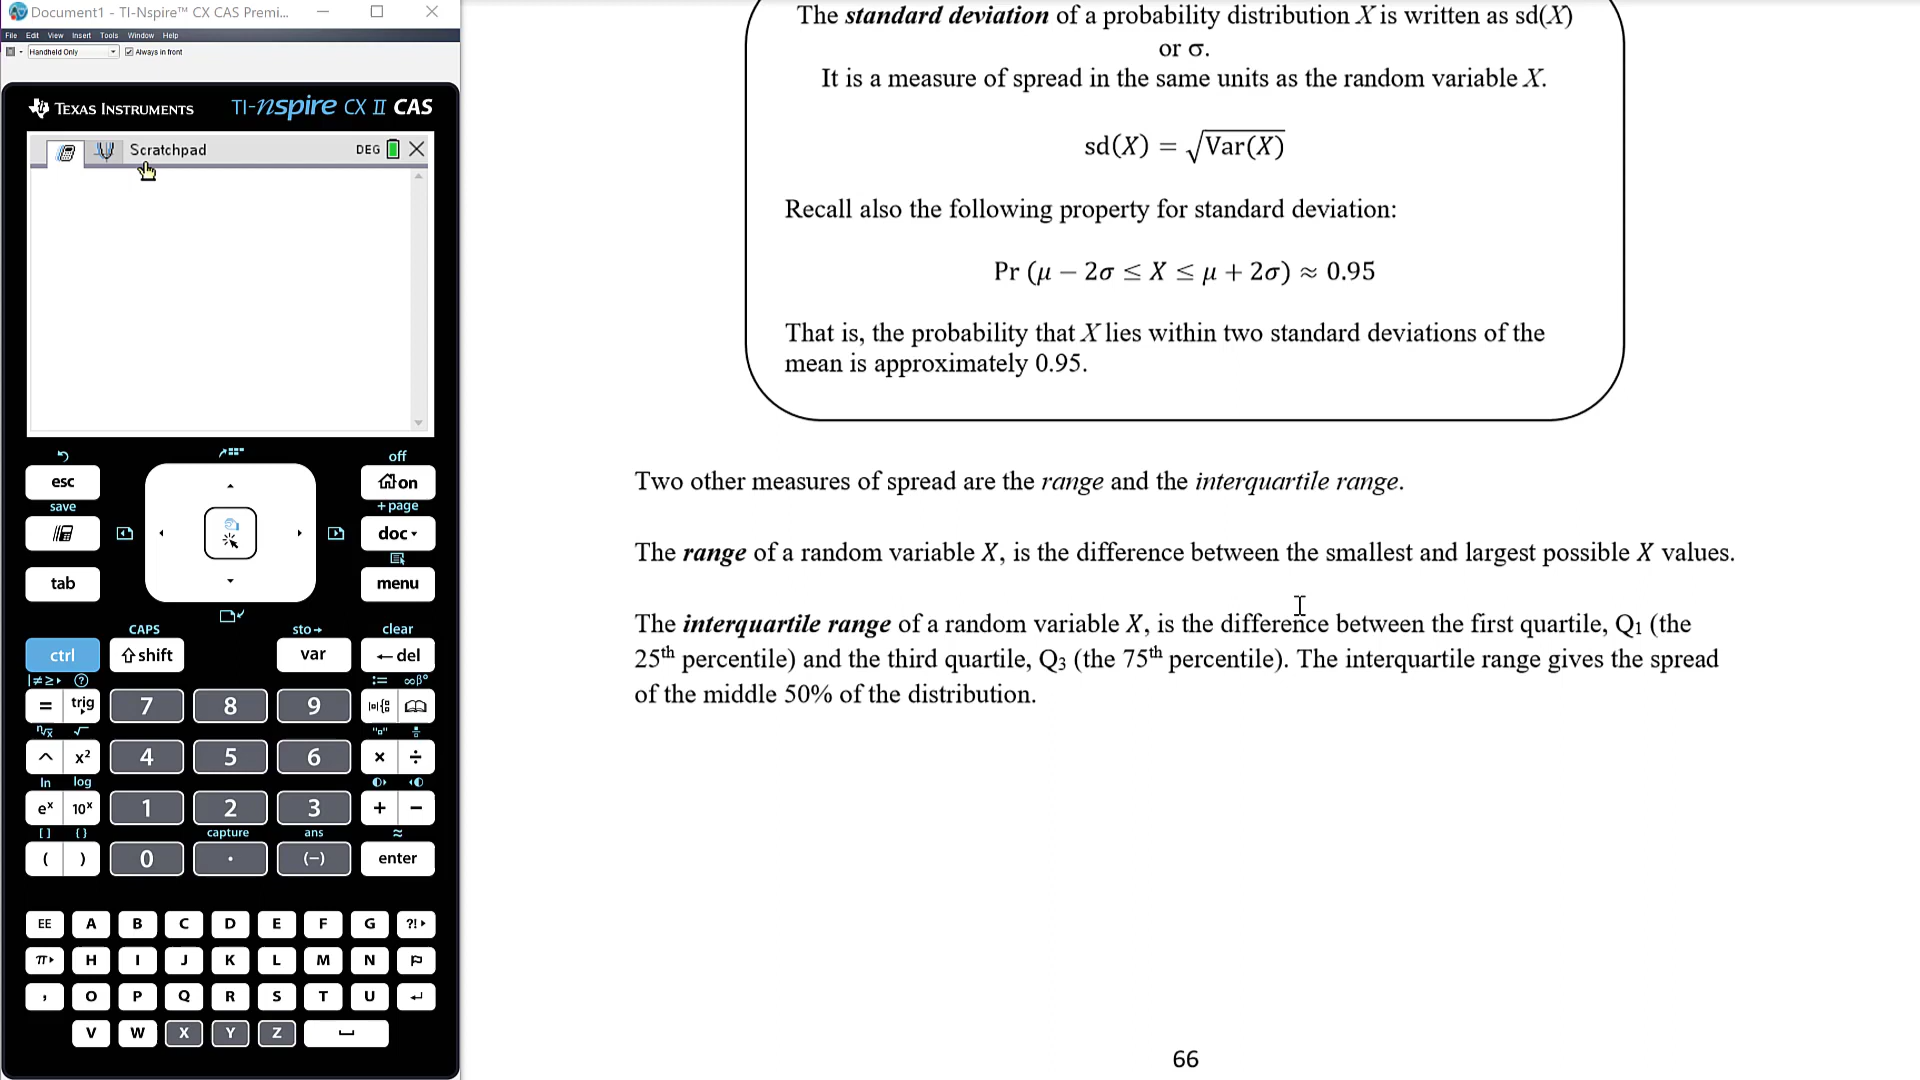 Document1 - TI-Nspire™ CX CAS Premi...
File Edit View Insert Tools Window Help
Handheld Only Always in front
TEXAS INSTRUMENTS TI-nspire CX II CAS
Scratchpad DEG
off
esc on
save + page
doc
tab menu
CAPS sto→ clear
ctrl ⇧shift var ←del
|≠≥▸ ? := ∞β°
= trig 7 8 9
ⁿ√x √ "▫"
^ x² 4 5 6 × ÷
ln log
eˣ 10ˣ 1 2 3 + −
[ ] { } capture ans ≈
( ) 0 . (−) enter
EE A B C D E F G ?!▸
π▸ H I J K L M N
, O P Q R S T U ↵
V W X Y Z
The standard deviation of a probability distribution X is written as sd(X)
or σ.
It is a measure of spread in the same units as the random variable X.
sd(X) = √Var(X)
Recall also the following property for standard deviation:
Pr (μ − 2σ ≤ X ≤ μ + 2σ) ≈ 0.95
That is, the probability that X lies within two standard deviations of the
mean is approximately 0.95.
Two other measures of spread are the range and the interquartile range.
The range of a random variable X, is the difference between the smallest and largest possible X values.
The interquartile range of a random variable X, is the difference between the first quartile, Q₁ (the
25th percentile) and the third quartile, Q₃ (the 75th percentile). The interquartile range gives the spread
of the middle 50% of the distribution.
66